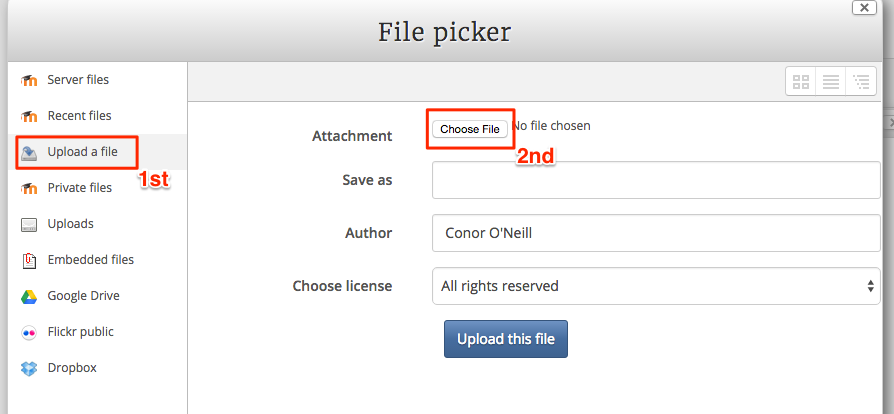 File picker
Server files
Recent files
Upload a file
1st
Private files
Uploads
Embedded files
Google Drive
Flickr public
Dropbox
Attachment Choose File No file chosen
2nd
Save as
Author Conor O'Neill
Choose license All rights reserved
Upload this file